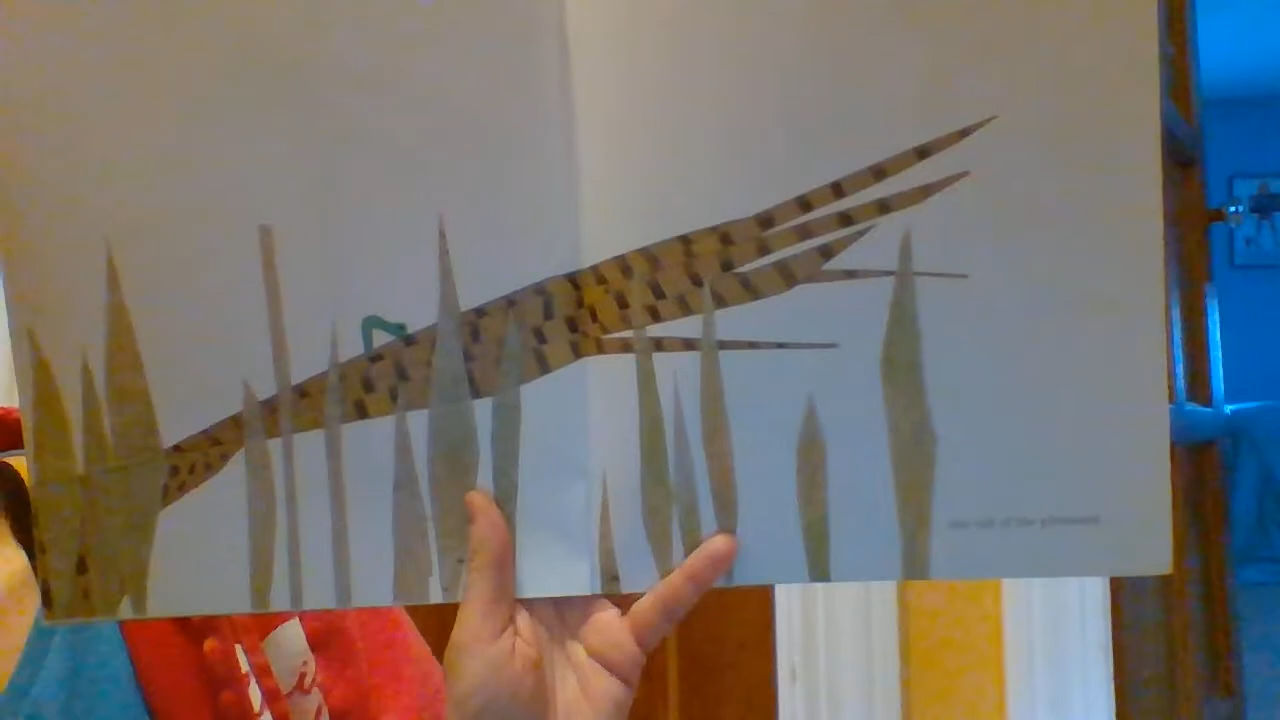 the tail of the pheasant,